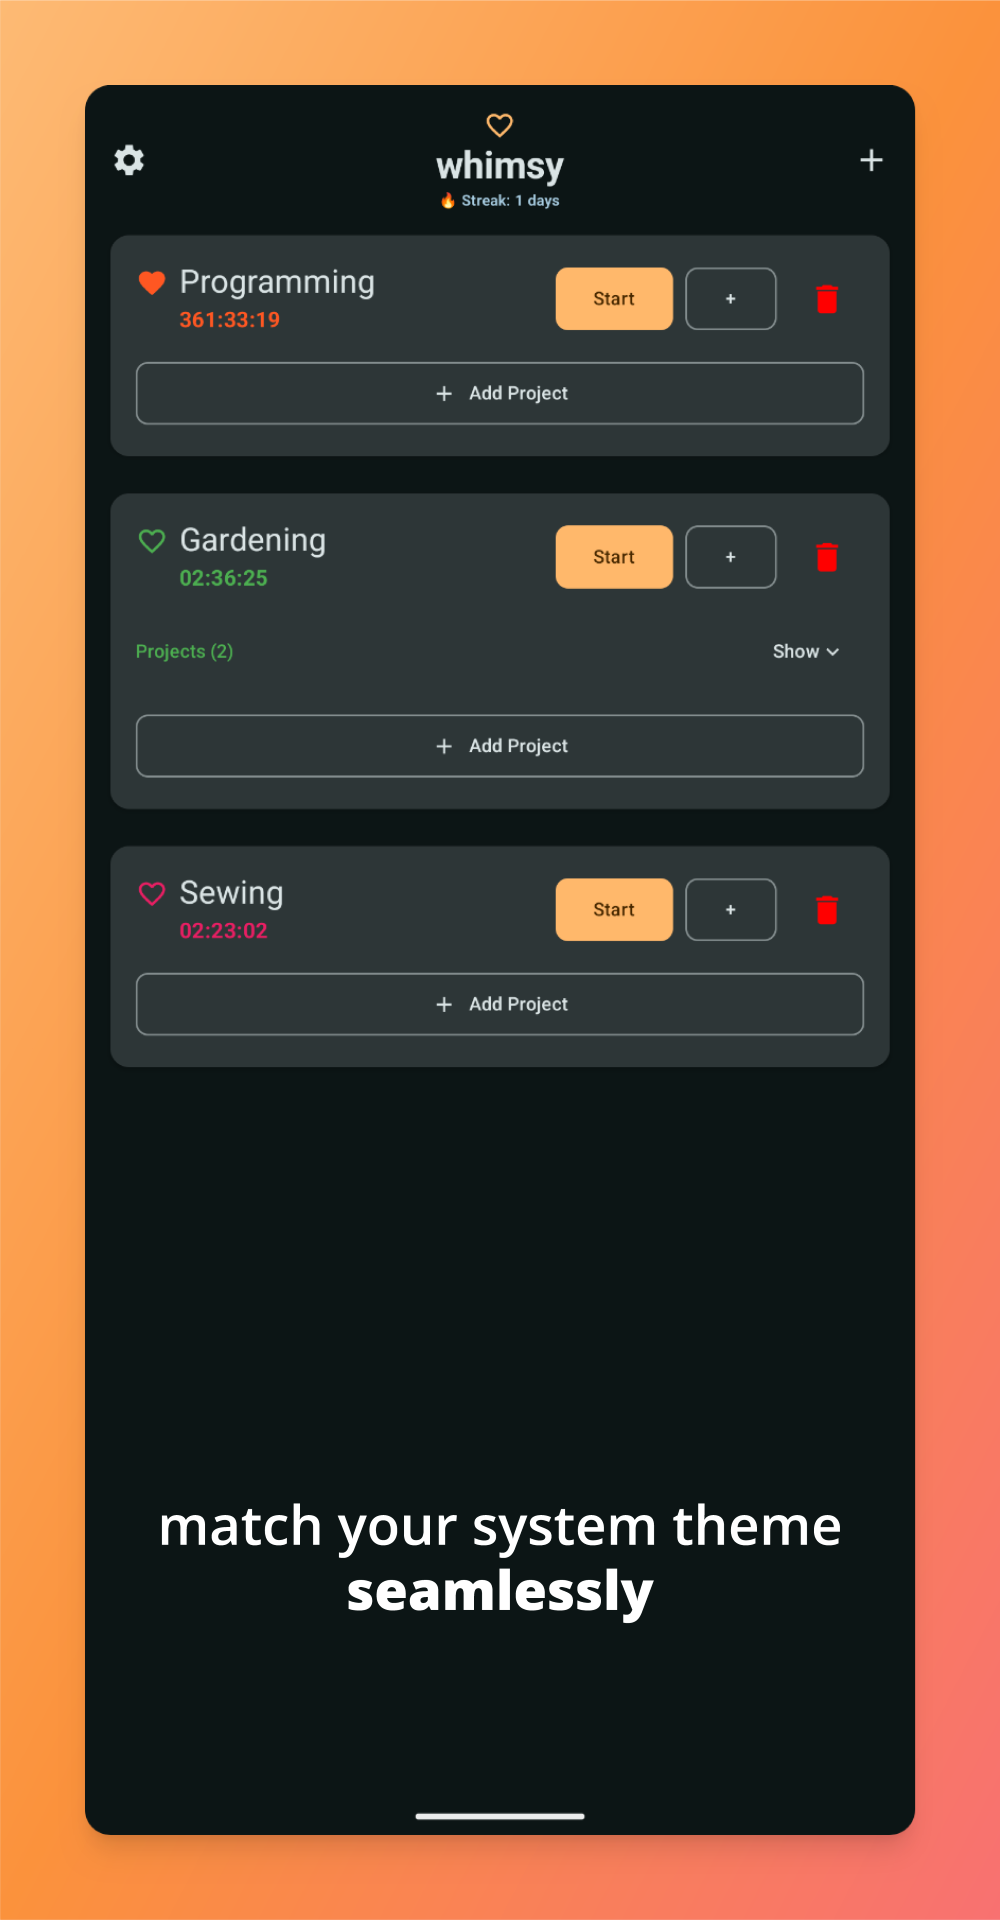 whimsy
🔥 Streak: 1 days
Programming
361:33:19
Start
+
+ Add Project
Gardening
02:36:25
Start
+
Projects (2)
Show
+ Add Project
Sewing
02:23:02
Start
+
+ Add Project
match your system theme
seamlessly